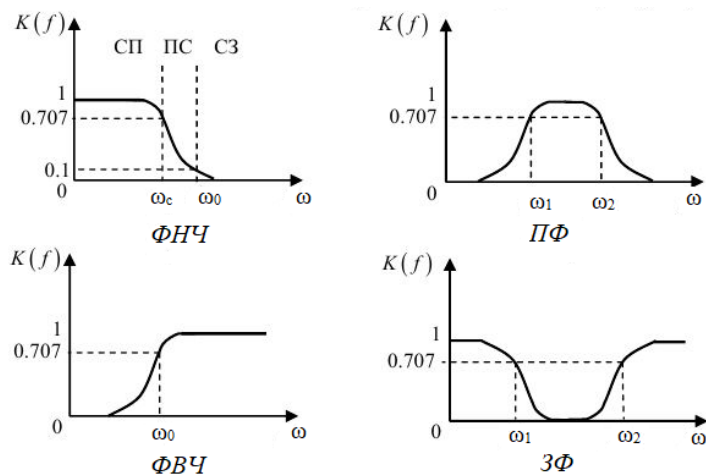 K(f)
СП ПС СЗ
1
0.707
0.1
0
ωc ω0 ω
ФНЧ
K(f)
1
0.707
0
ω1 ω2 ω
ПФ
K(f)
1
0.707
0
ω0 ω
ФВЧ
K(f)
1
0.707
0
ω1 ω2 ω
ЗФ